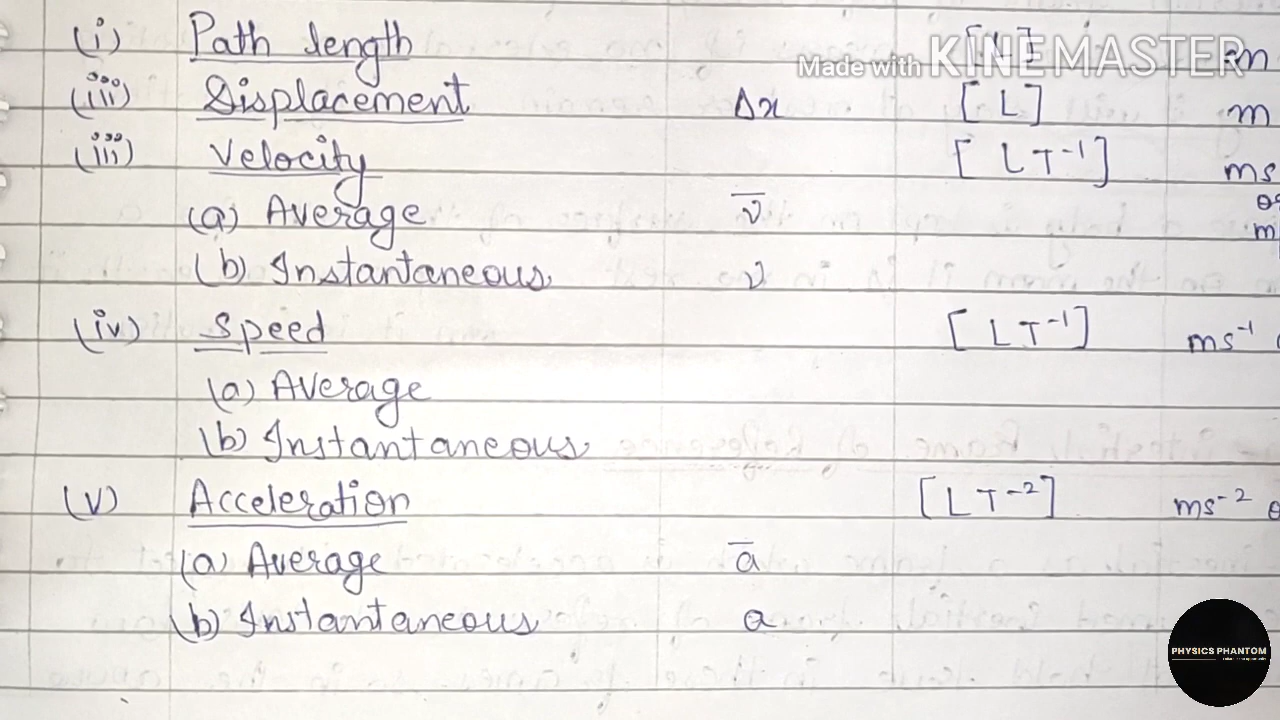 (i) Path length [L] m
Made with KINEMASTER
(iii) Displacement Δx [L] m
(iii) Velocity [LT⁻¹] ms
(a) Average v̅
(b) Instantaneous v
(iv) Speed [LT⁻¹] ms⁻¹
(a) Average
(b) Instantaneous
(v) Acceleration [LT⁻²] ms⁻²
(a) Average a̅
(b) Instantaneous a
PHYSICS PHANTOM